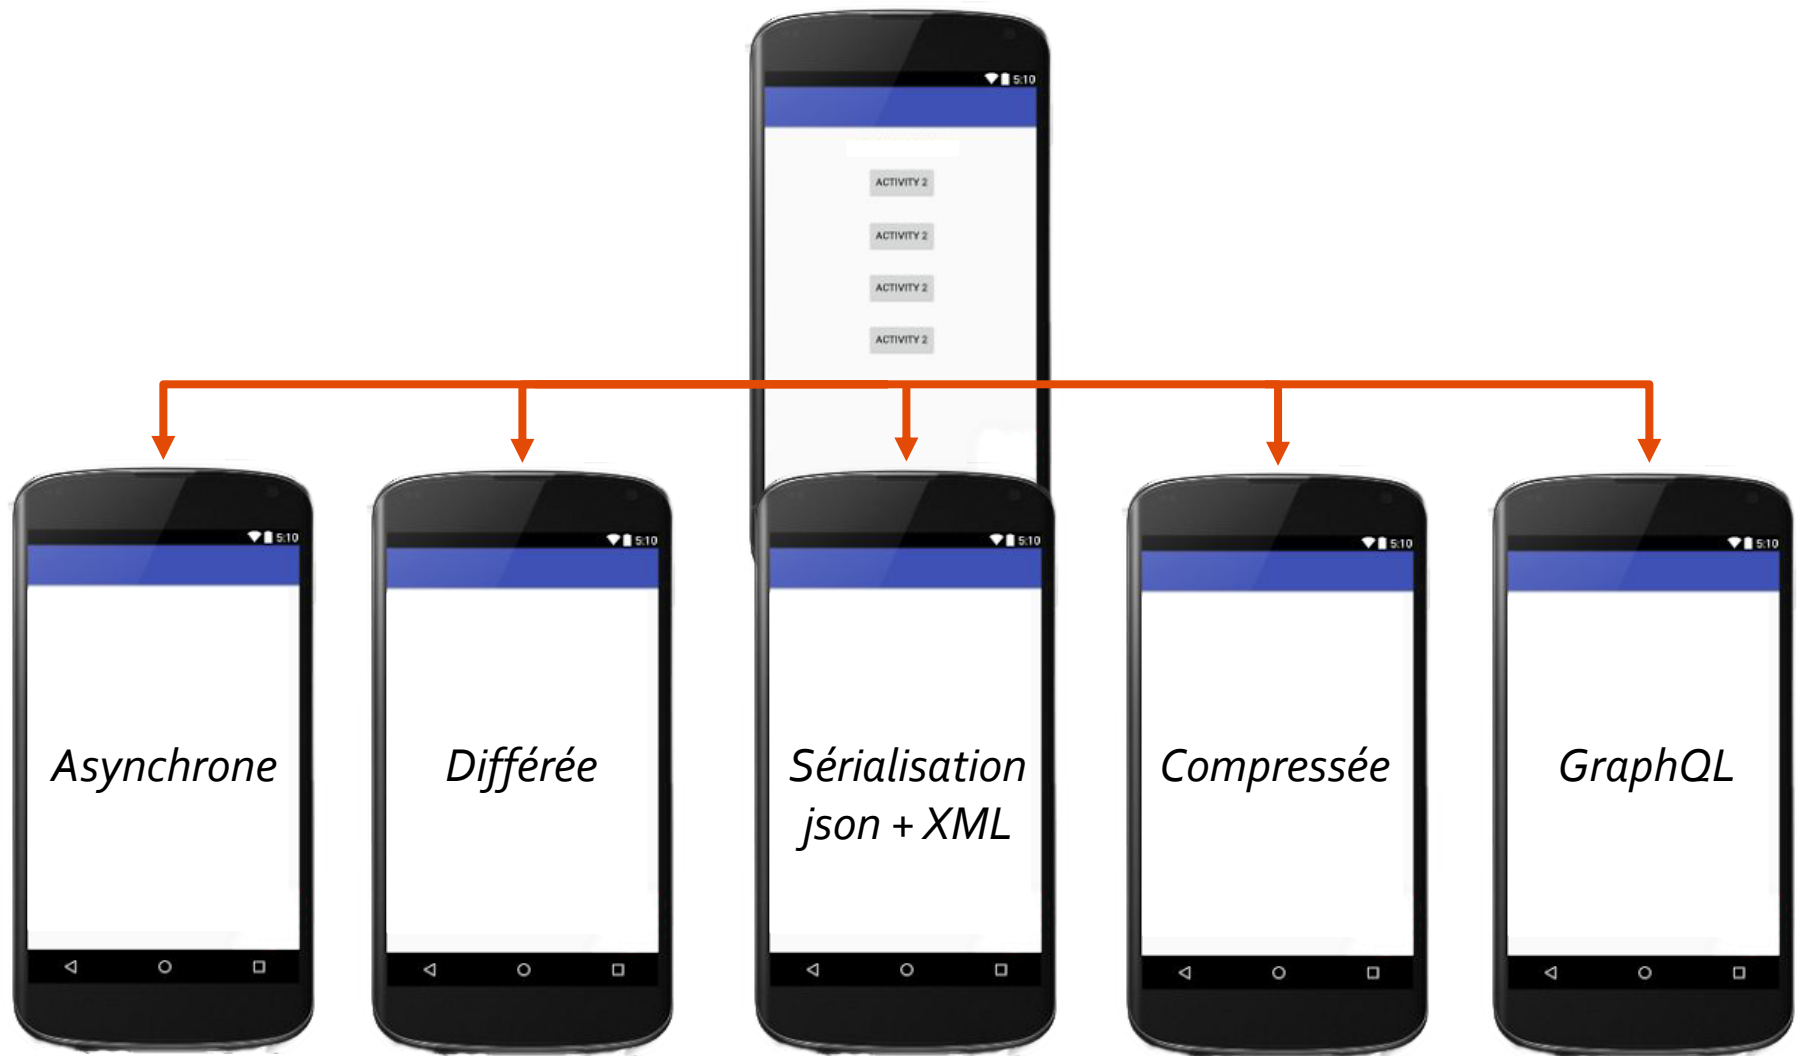 5:10
ACTIVITY 2
ACTIVITY 2
ACTIVITY 2
ACTIVITY 2
5:10
5:10
5:10
5:10
5:10
Asynchrone
Différée
Sérialisation
json + XML
Compressée
GraphQL